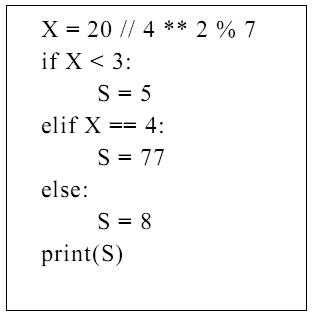 X = 20 // 4 ** 2 % 7
if X < 3:
S = 5
elif X == 4:
S = 77
else:
S = 8
print(S)